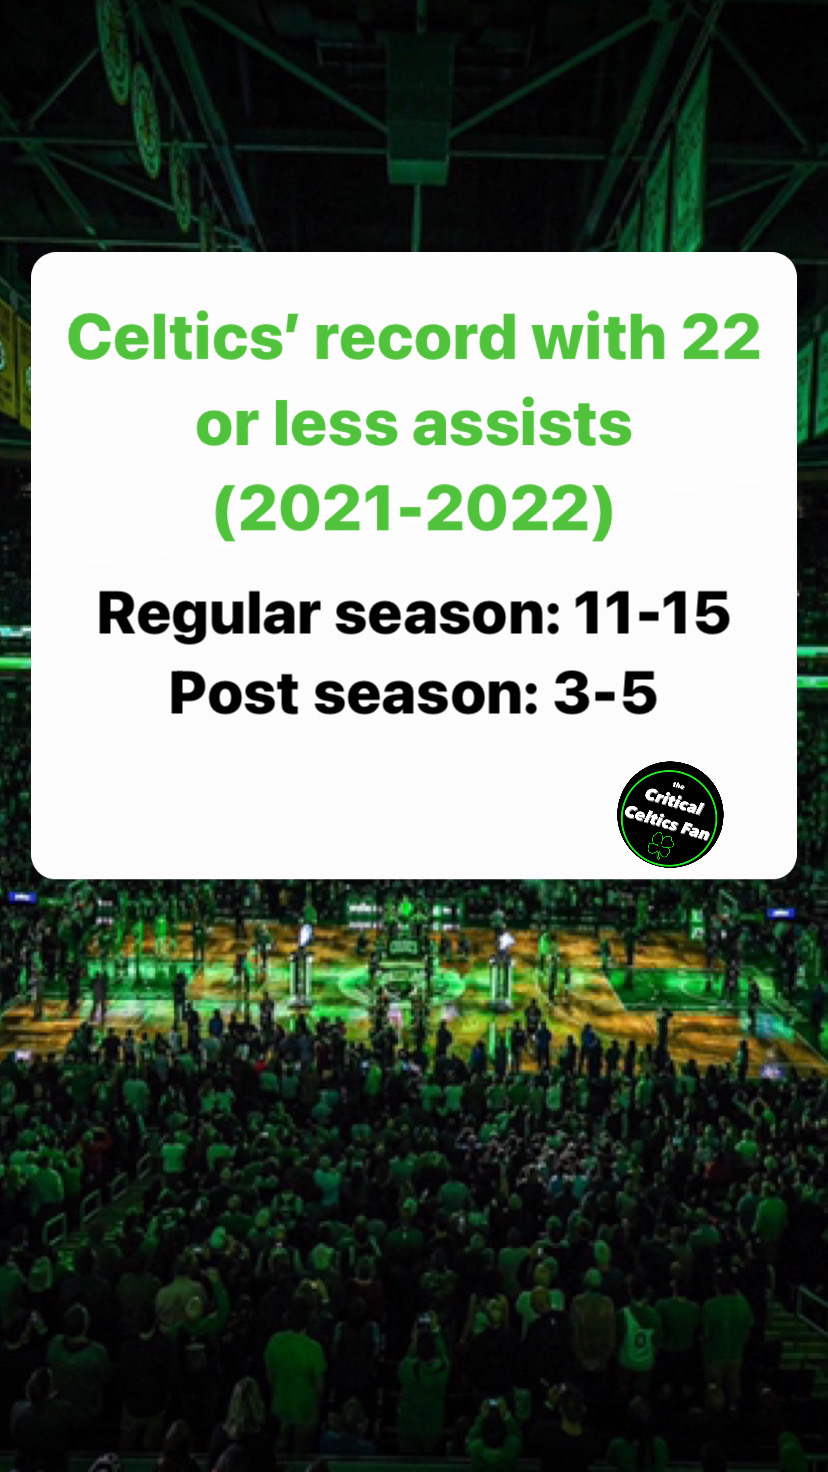 Celtics’ record with 22
or less assists
(2021-2022)
Regular season: 11-15
Post season: 3-5
the
Critical
Celtics Fan